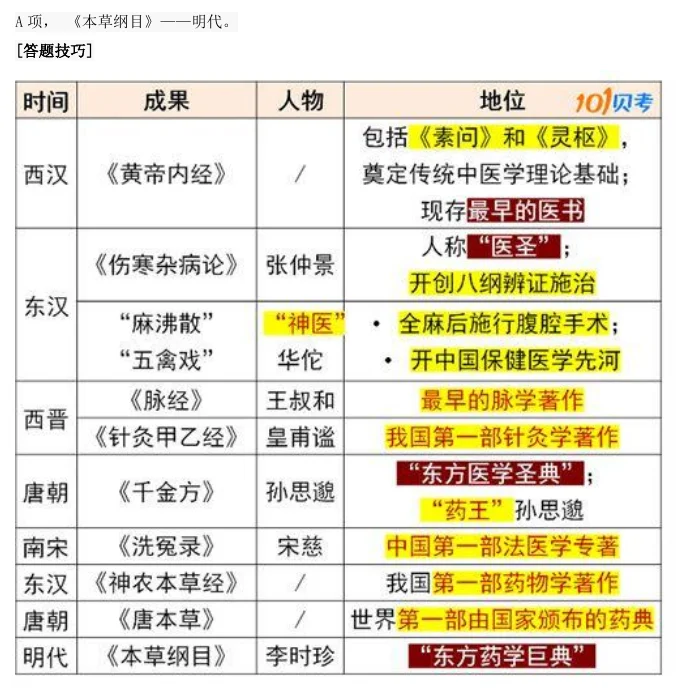 A 项， 《本草纲目》——明代。
[答题技巧]
时间 成果 人物 地位 101贝考
西汉 《黄帝内经》 / 包括《素问》和《灵枢》，
奠定传统中医学理论基础；
现存最早的医书
东汉 《伤寒杂病论》 张仲景 人称“医圣”；
开创八纲辨证施治
“麻沸散” “神医” • 全麻后施行腹腔手术；
“五禽戏” 华佗 • 开中国保健医学先河
西晋 《脉经》 王叔和 最早的脉学著作
《针灸甲乙经》 皇甫谧 我国第一部针灸学著作
唐朝 《千金方》 孙思邈 “东方医学圣典”；
“药王”孙思邈
南宋 《洗冤录》 宋慈 中国第一部法医学专著
东汉 《神农本草经》 / 我国第一部药物学著作
唐朝 《唐本草》 / 世界第一部由国家颁布的药典
明代 《本草纲目》 李时珍 “东方药学巨典”